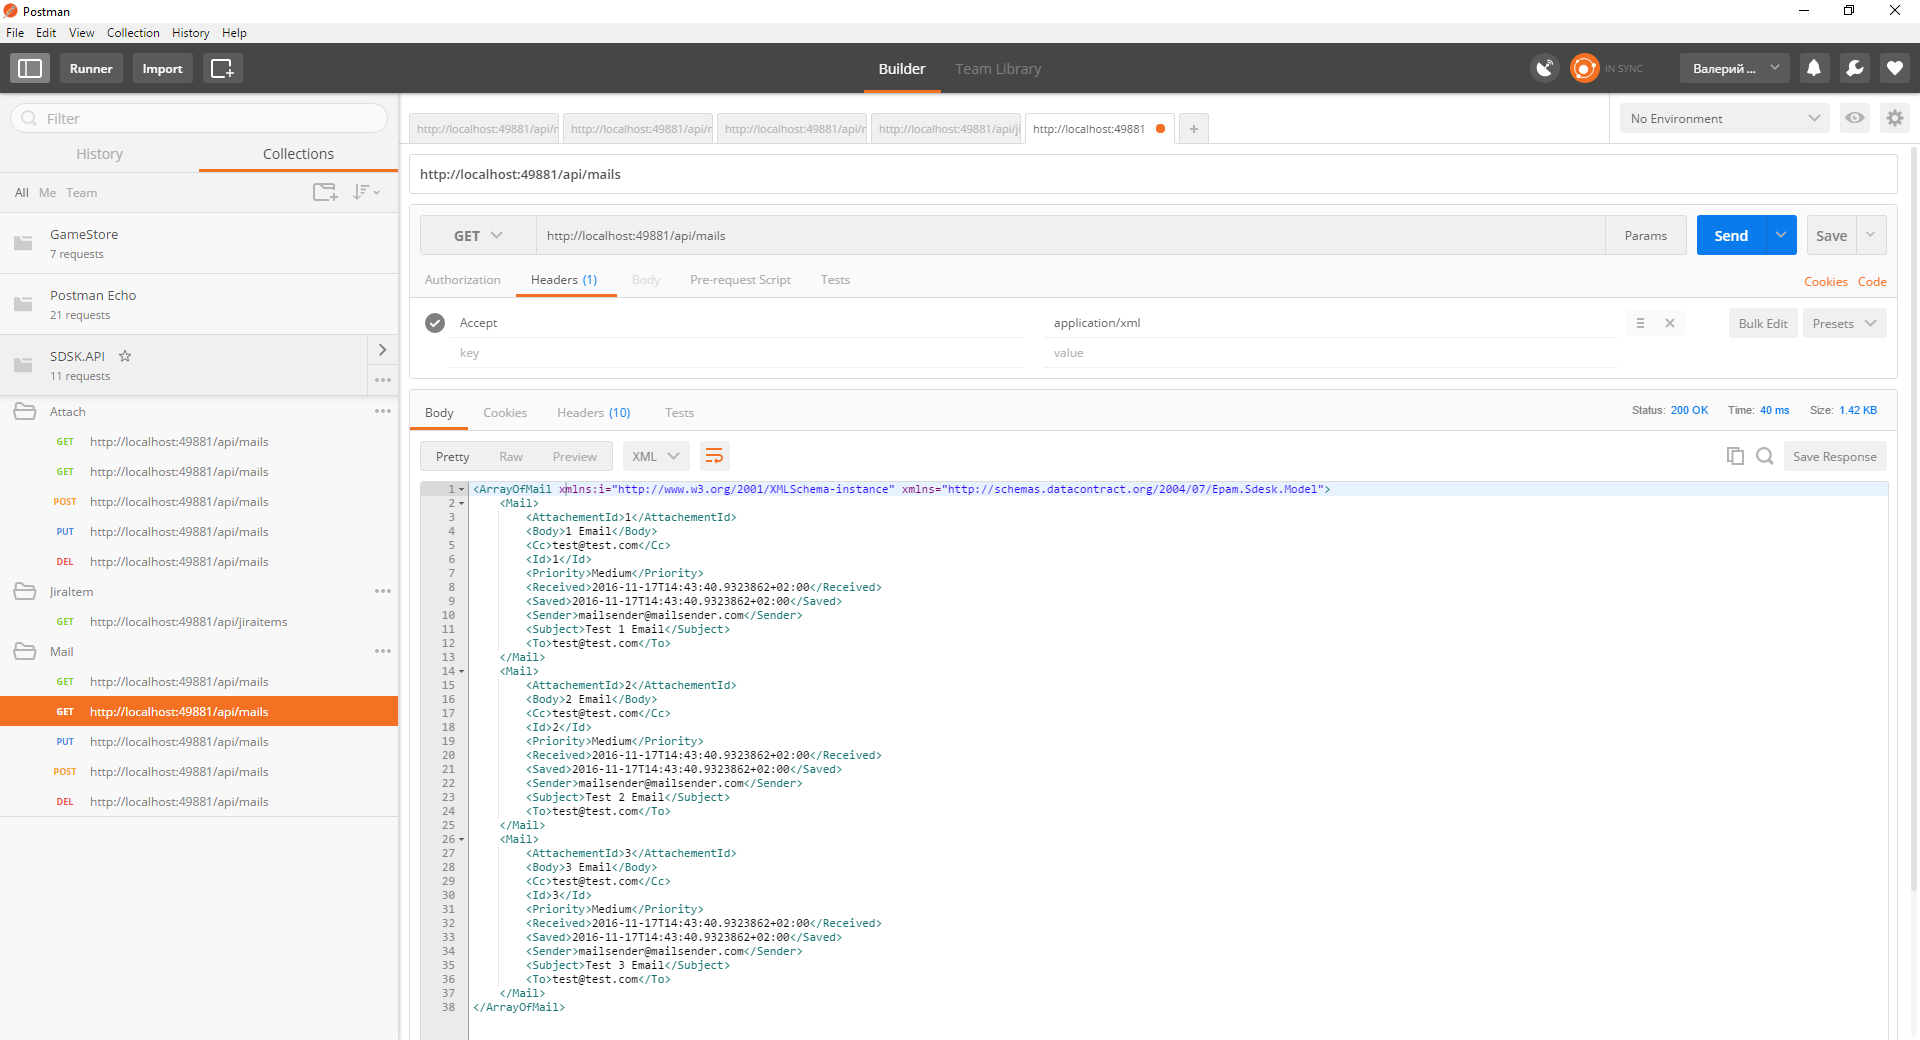 Postman
File Edit View Collection History Help
Runner Import Builder Team Library IN SYNC Валерий ...
Filter
History Collections
All Me Team
GameStore
7 requests
Postman Echo
21 requests
SDSK.API
11 requests
Attach
GET http://localhost:49881/api/mails
GET http://localhost:49881/api/mails
POST http://localhost:49881/api/mails
PUT http://localhost:49881/api/mails
DEL http://localhost:49881/api/mails
JiraItem
GET http://localhost:49881/api/jiraitems
Mail
GET http://localhost:49881/api/mails
GET http://localhost:49881/api/mails
PUT http://localhost:49881/api/mails
POST http://localhost:49881/api/mails
DEL http://localhost:49881/api/mails
http://localhost:49881/api/r http://localhost:49881/api/r http://localhost:49881/api/r http://localhost:49881/api/ji http://localhost:49881 +
No Environment
http://localhost:49881/api/mails
GET http://localhost:49881/api/mails Params Send Save
Authorization Headers (1) Body Pre-request Script Tests Cookies Code
Accept application/xml Bulk Edit Presets
key value
Body Cookies Headers (10) Tests Status: 200 OK Time: 40 ms Size: 1.42 KB
Pretty Raw Preview XML Save Response
1 <ArrayOfMail xmlns:i="http://www.w3.org/2001/XMLSchema-instance" xmlns="http://schemas.datacontract.org/2004/07/Epam.Sdesk.Model">
2 <Mail>
3 <AttachementId>1</AttachementId>
4 <Body>1 Email</Body>
5 <Cc>test@test.com</Cc>
6 <Id>1</Id>
7 <Priority>Medium</Priority>
8 <Received>2016-11-17T14:43:40.9323862+02:00</Received>
9 <Saved>2016-11-17T14:43:40.9323862+02:00</Saved>
10 <Sender>mailsender@mailsender.com</Sender>
11 <Subject>Test 1 Email</Subject>
12 <To>test@test.com</To>
13 </Mail>
14 <Mail>
15 <AttachementId>2</AttachementId>
16 <Body>2 Email</Body>
17 <Cc>test@test.com</Cc>
18 <Id>2</Id>
19 <Priority>Medium</Priority>
20 <Received>2016-11-17T14:43:40.9323862+02:00</Received>
21 <Saved>2016-11-17T14:43:40.9323862+02:00</Saved>
22 <Sender>mailsender@mailsender.com</Sender>
23 <Subject>Test 2 Email</Subject>
24 <To>test@test.com</To>
25 </Mail>
26 <Mail>
27 <AttachementId>3</AttachementId>
28 <Body>3 Email</Body>
29 <Cc>test@test.com</Cc>
30 <Id>3</Id>
31 <Priority>Medium</Priority>
32 <Received>2016-11-17T14:43:40.9323862+02:00</Received>
33 <Saved>2016-11-17T14:43:40.9323862+02:00</Saved>
34 <Sender>mailsender@mailsender.com</Sender>
35 <Subject>Test 3 Email</Subject>
36 <To>test@test.com</To>
37 </Mail>
38 </ArrayOfMail>